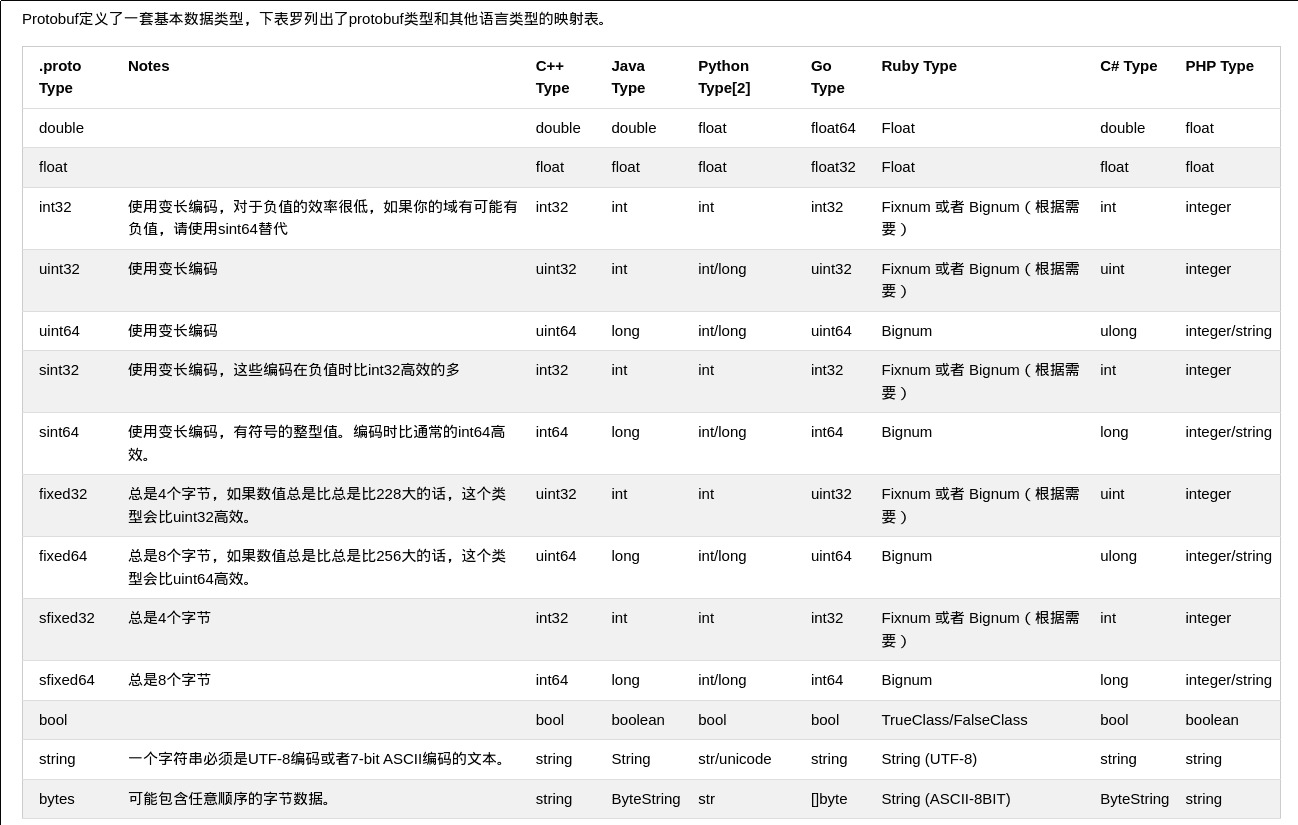 Protobuf定义了一套基本数据类型，下表罗列出了protobuf类型和其他语言类型的映射表。
.proto Type Notes C++ Type Java Type Python Type[2] Go Type Ruby Type C# Type PHP Type
double double double float float64 Float double float
float float float float float32 Float float float
int32 使用变长编码，对于负值的效率很低，如果你的域有可能有负值，请使用sint64替代 int32 int int int32 Fixnum 或者 Bignum（根据需要） int integer
uint32 使用变长编码 uint32 int int/long uint32 Fixnum 或者 Bignum（根据需要） uint integer
uint64 使用变长编码 uint64 long int/long uint64 Bignum ulong integer/string
sint32 使用变长编码，这些编码在负值时比int32高效的多 int32 int int int32 Fixnum 或者 Bignum（根据需要） int integer
sint64 使用变长编码，有符号的整型值。编码时比通常的int64高效。 int64 long int/long int64 Bignum long integer/string
fixed32 总是4个字节，如果数值总是比总是比228大的话，这个类型会比uint32高效。 uint32 int int uint32 Fixnum 或者 Bignum（根据需要） uint integer
fixed64 总是8个字节，如果数值总是比总是比256大的话，这个类型会比uint64高效。 uint64 long int/long uint64 Bignum ulong integer/string
sfixed32 总是4个字节 int32 int int int32 Fixnum 或者 Bignum（根据需要） int integer
sfixed64 总是8个字节 int64 long int/long int64 Bignum long integer/string
bool bool boolean bool bool TrueClass/FalseClass bool boolean
string 一个字符串必须是UTF-8编码或者7-bit ASCII编码的文本。 string String str/unicode string String (UTF-8) string string
bytes 可能包含任意顺序的字节数据。 string ByteString str []byte String (ASCII-8BIT) ByteString string